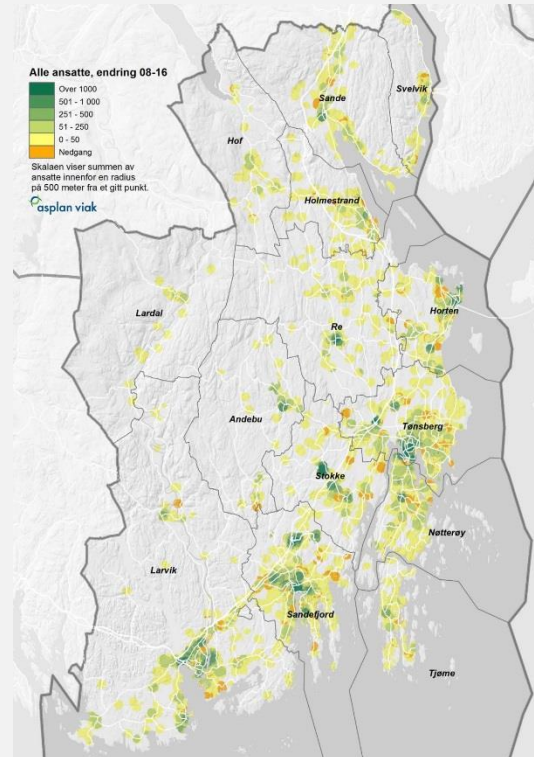 Alle ansatte, endring 08-16
Over 1000
501 - 1 000
251 - 500
51 - 250
0 - 50
Nedgang
Skalaen viser summen av
ansatte innenfor en radius
på 500 meter fra et gitt punkt.
asplan viak
Sande
Svelvik
Hof
Holmestrand
Lardal
Horten
Re
Andebu
Tønsberg
Stokke
Nøtterøy
Larvik
Sandefjord
Tjøme